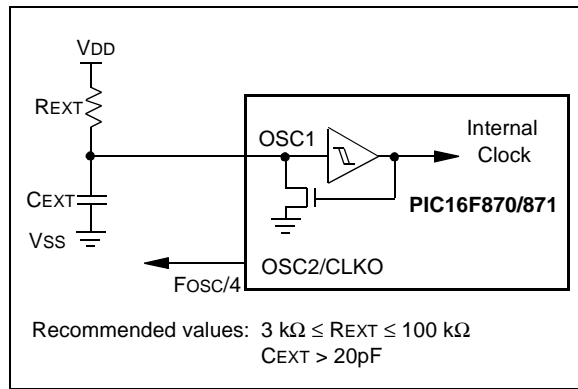 VDD
REXT
OSC1
Internal
Clock
CEXT
PIC16F870/871
VSS
OSC2/CLKO
FOSC/4
Recommended values: 3 kΩ ≤ REXT ≤ 100 kΩ
CEXT > 20pF